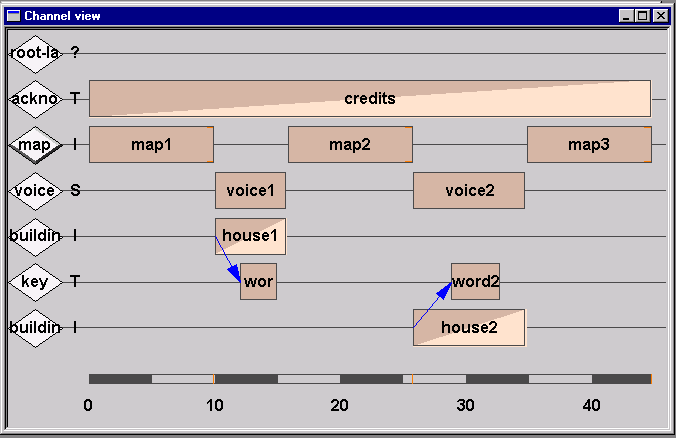 Channel view
root-la ?
ackno T credits
map I map1 map2 map3
voice S voice1 voice2
buildin I house1
key T wor word2
buildin I house2
0 10 20 30 40